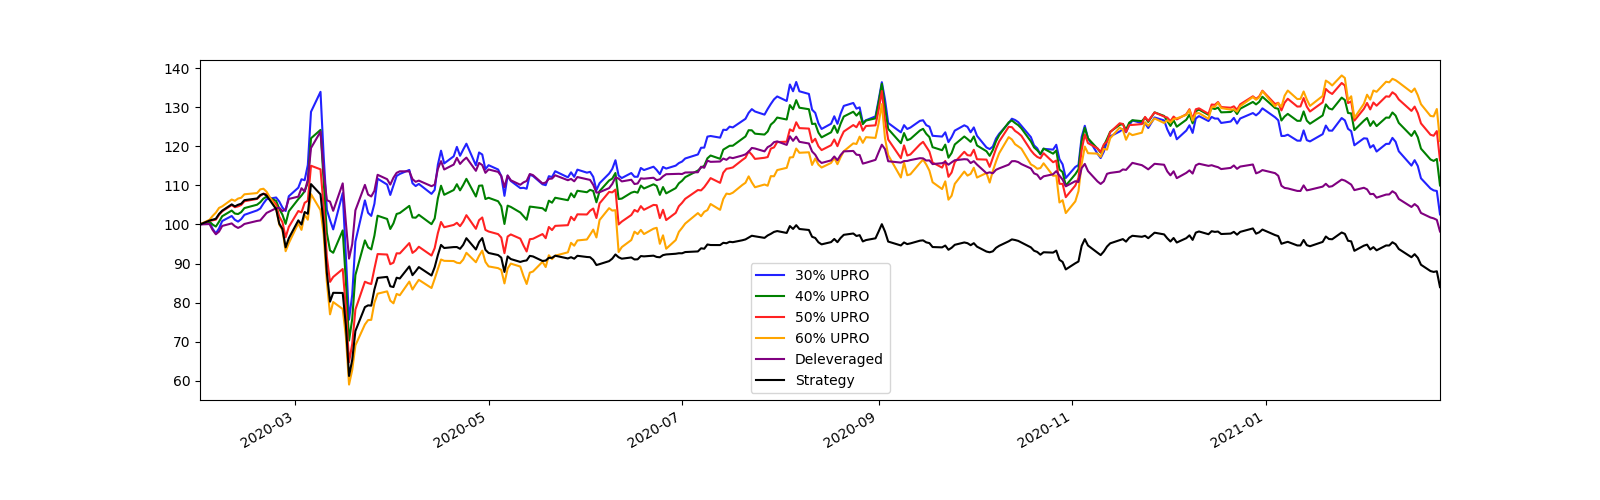 140
130
120
110
100
90
80
70
60
30% UPRO
40% UPRO
50% UPRO
60% UPRO
Deleveraged
Strategy
2020-03
2020-05
2020-07
2020-09
2020-11
2021-01